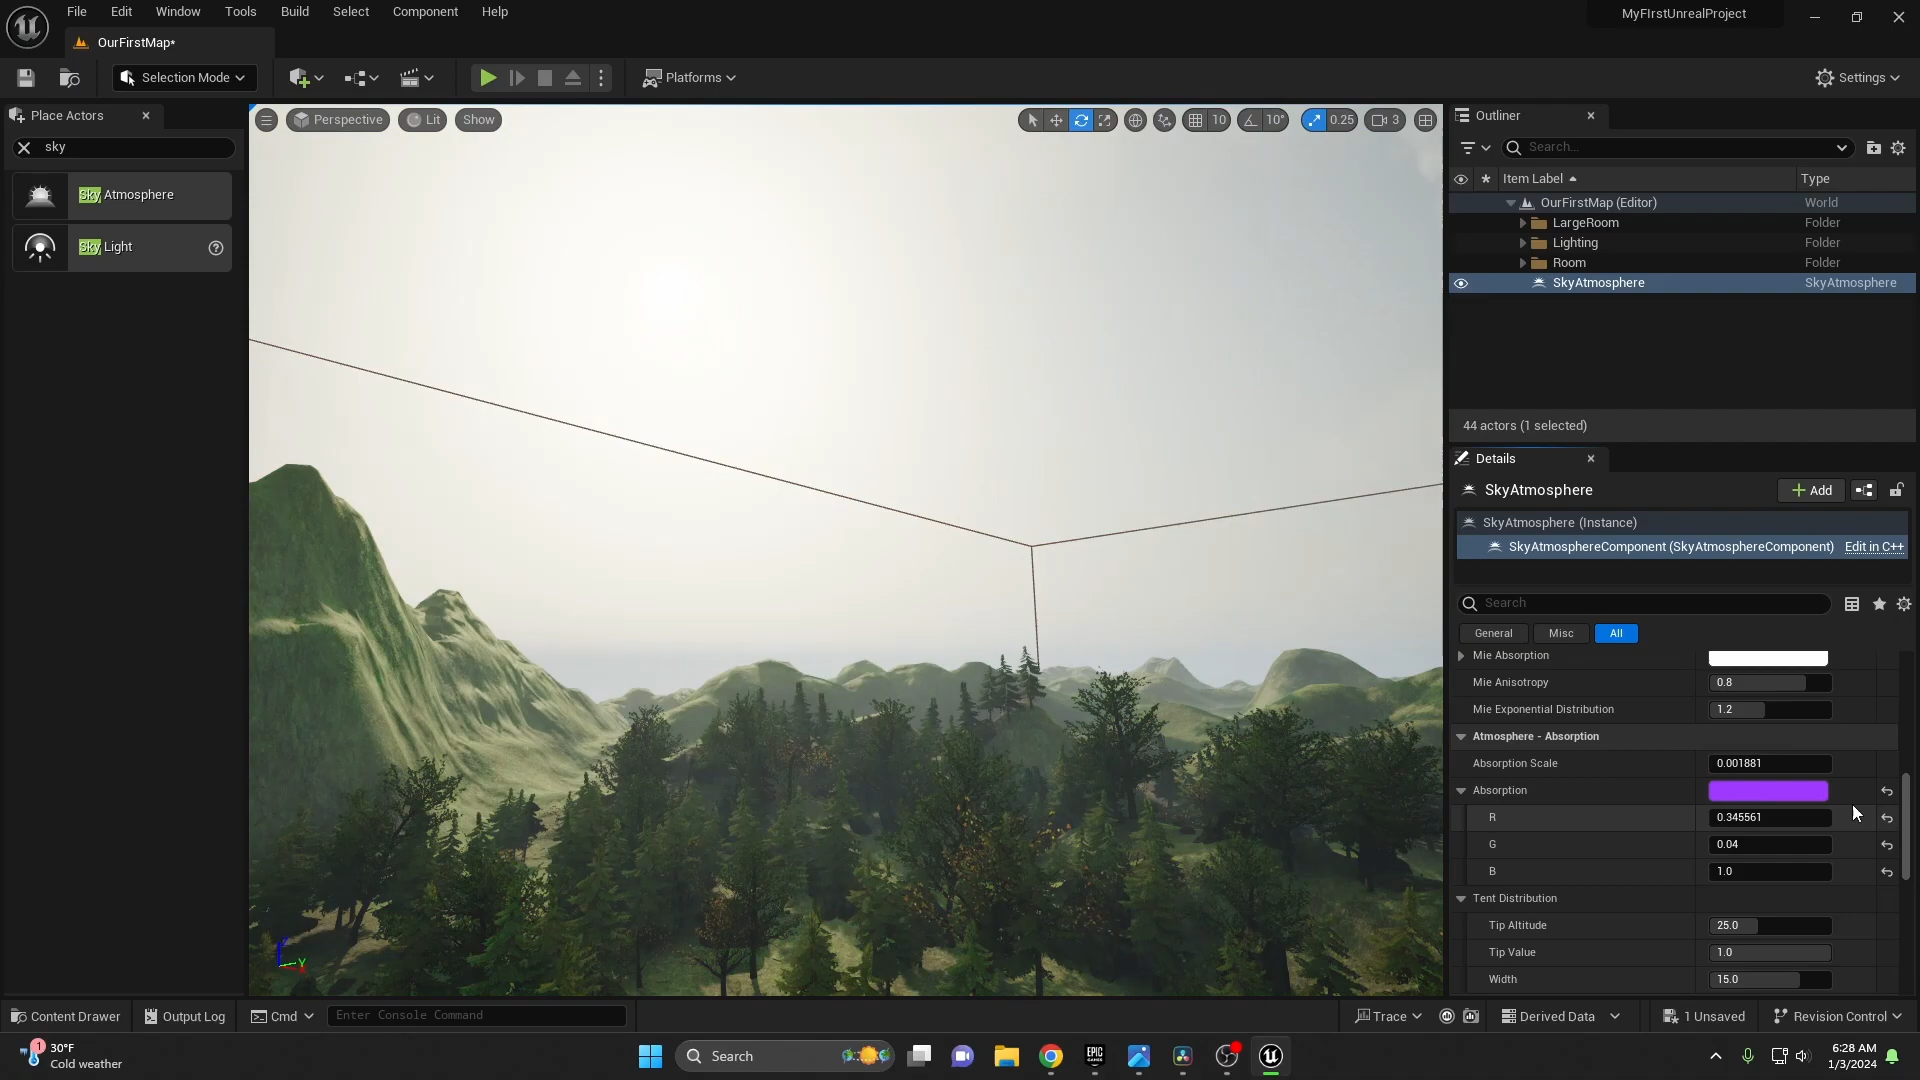 File Edit Window Tools Build Select Component Help
MyFIrstUnrealProject
OurFirstMap*
Selection Mode
Platforms
Settings
Place Actors
sky
Sky Atmosphere
Sky Light
Perspective Lit Show
10 10° 0.25 3
Outliner
Search...
Item Label Type
OurFirstMap (Editor) World
LargeRoom Folder
Lighting Folder
Room Folder
SkyAtmosphere SkyAtmosphere
44 actors (1 selected)
Details
SkyAtmosphere + Add
SkyAtmosphere (Instance)
SkyAtmosphereComponent (SkyAtmosphereComponent) Edit in C++
Search
General Misc All
Mie Absorption
Mie Anisotropy 0.8
Mie Exponential Distribution 1.2
Atmosphere - Absorption
Absorption Scale 0.001881
Absorption
R 0.345561
G 0.04
B 1.0
Tent Distribution
Tip Altitude 25.0
Tip Value 1.0
Width 15.0
Y
Content Drawer Output Log Cmd Enter Console Command
Trace Derived Data 1 Unsaved Revision Control
1
30°F
Cold weather
Search
EPIC
GAMES
6:28 AM
1/3/2024